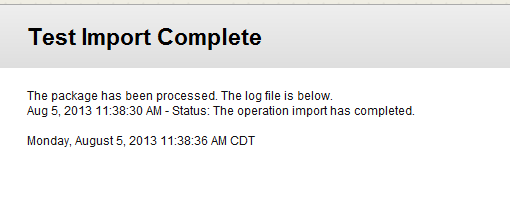 Test Import Complete
The package has been processed. The log file is below.
Aug 5, 2013 11:38:30 AM - Status: The operation import has completed.
Monday, August 5, 2013 11:38:36 AM CDT